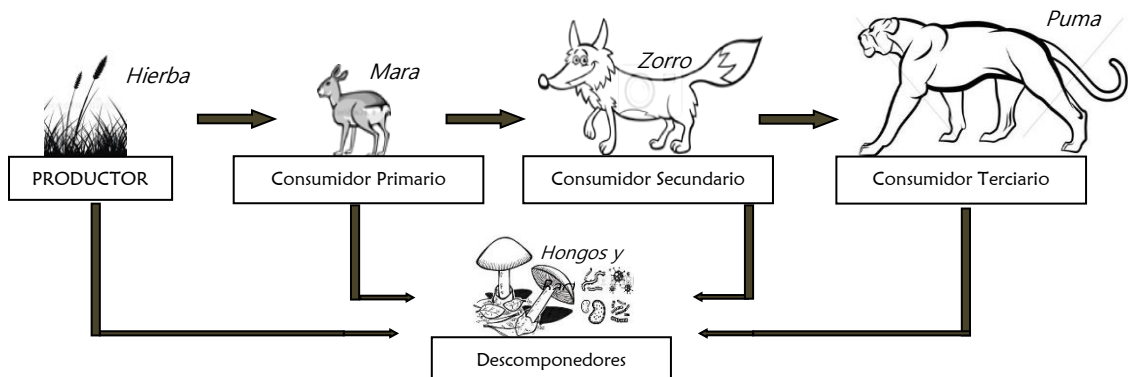 Hierba
Mara
Zorro
Puma
PRODUCTOR
Consumidor Primario
Consumidor Secundario
Consumidor Terciario
Hongos y
Descomponedores